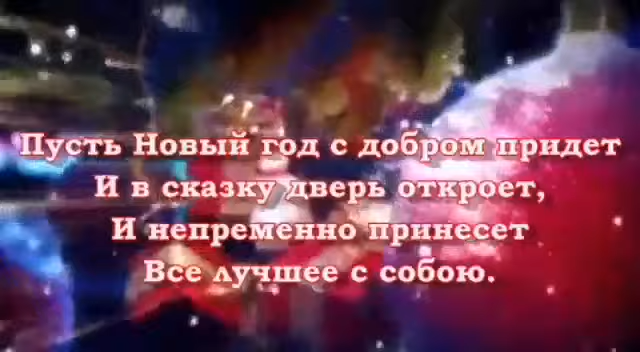 Пусть Новый год с добром придет
И в сказку дверь откроет,
И непременно принесет
Все лучшее с собою.